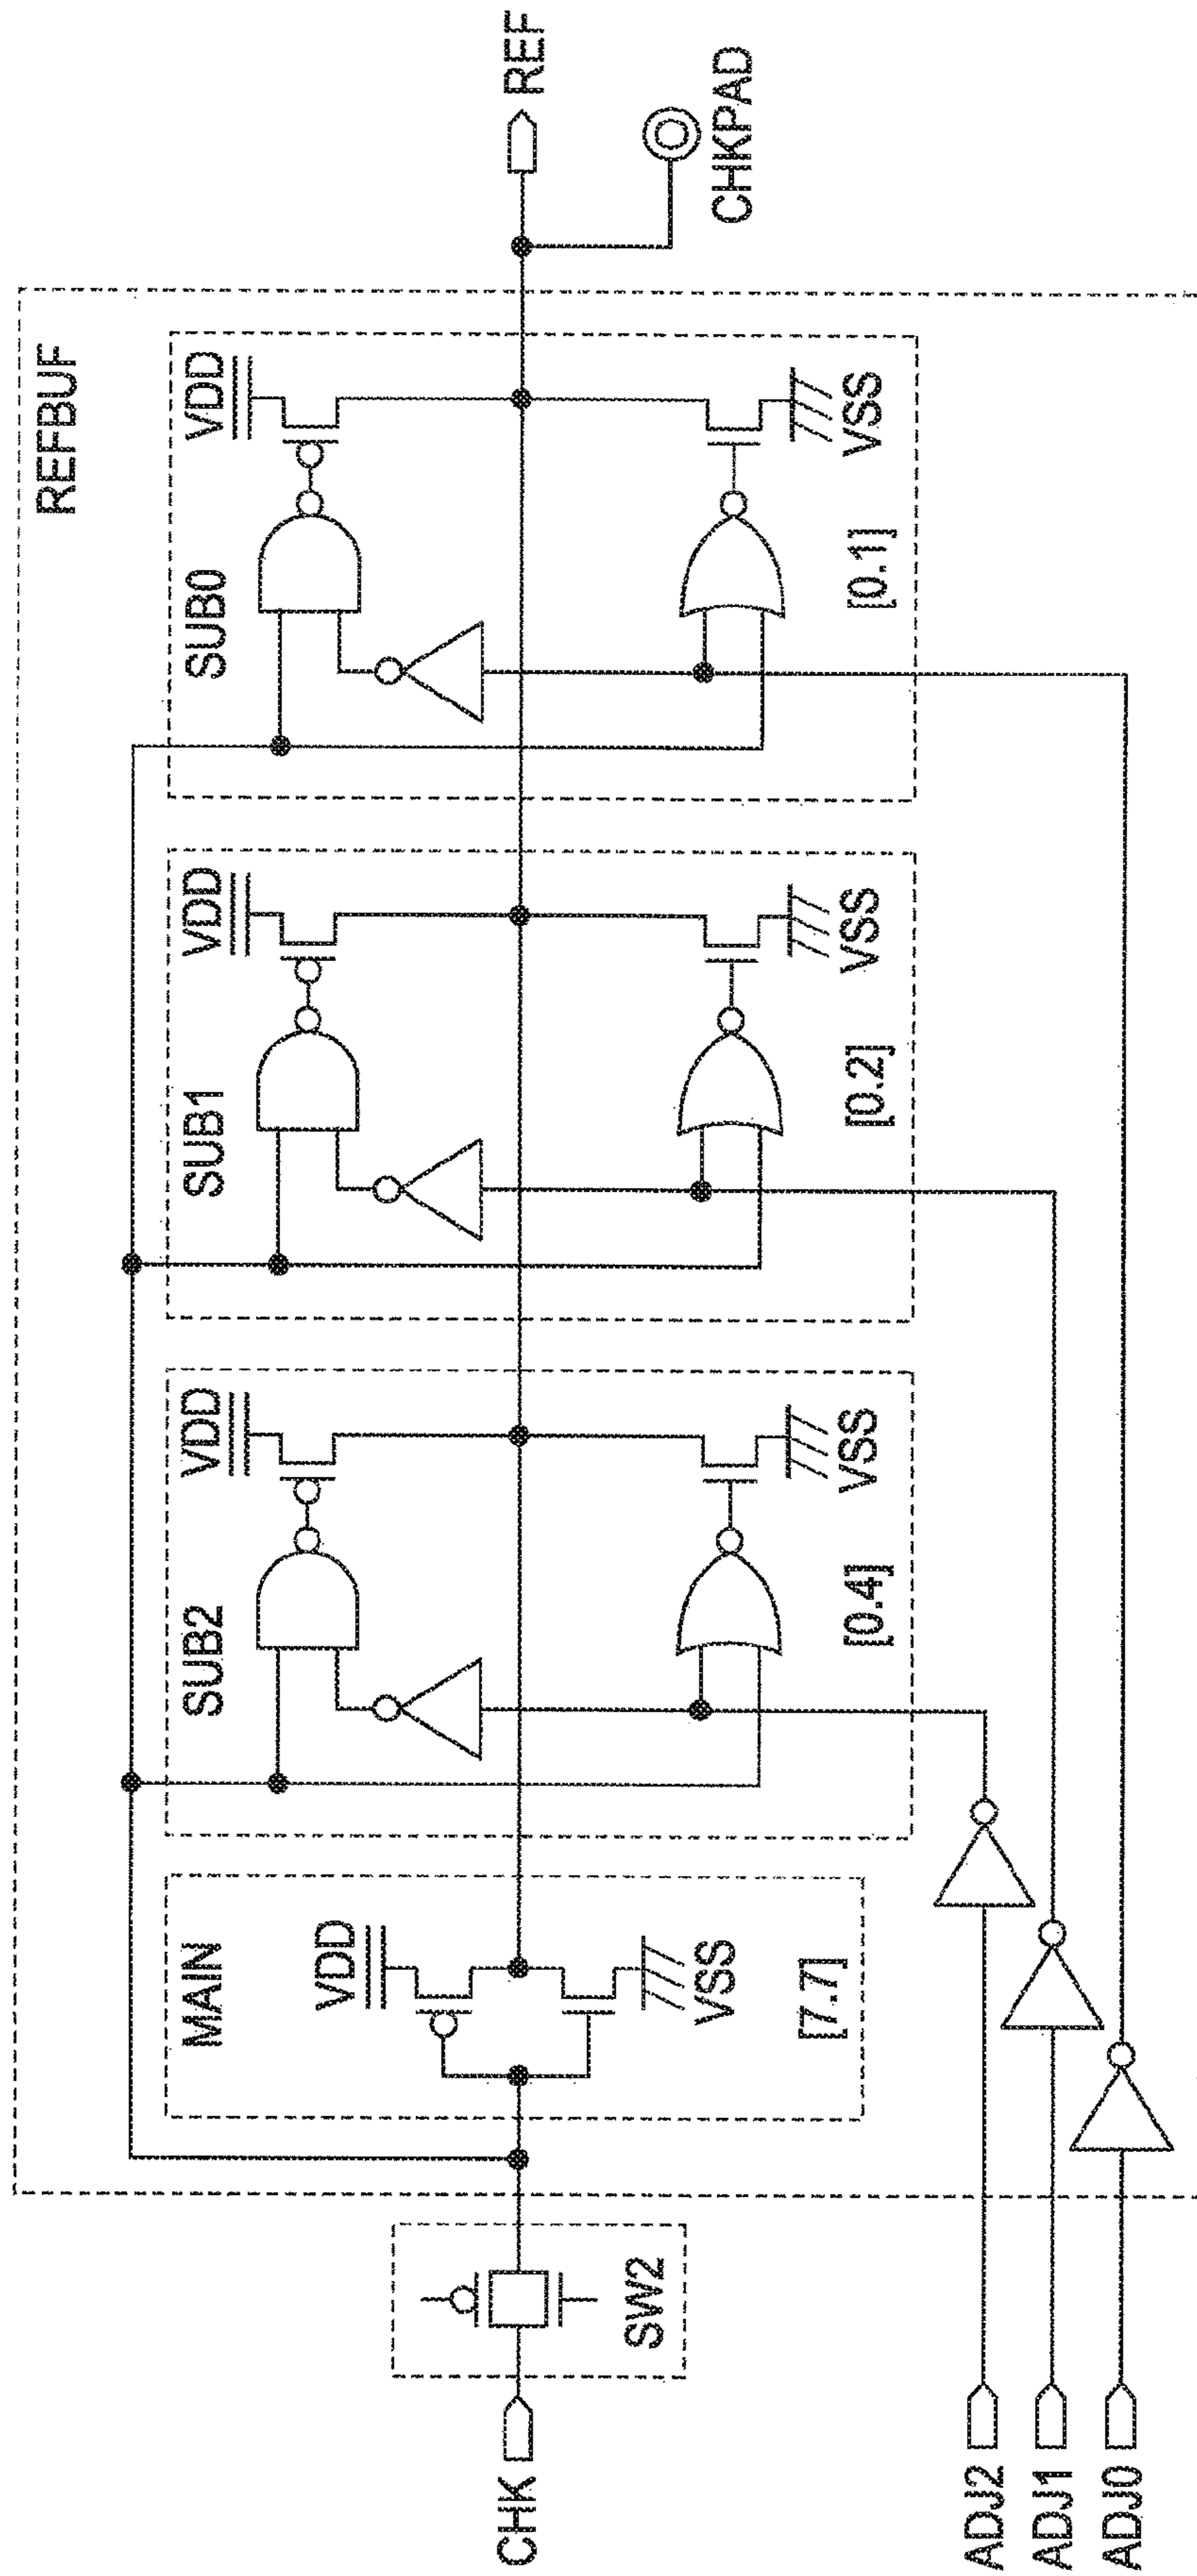 REFBUF
MAIN
VDD
VSS
[7.7]
SUB2
VDD
VSS
[0.4]
SUB1
VDD
VSS
[0.2]
SUB0
VDD
VSS
[0.1]
CHK
SW2
REF
CHKPAD
ADJ2
ADJ1
ADJ0